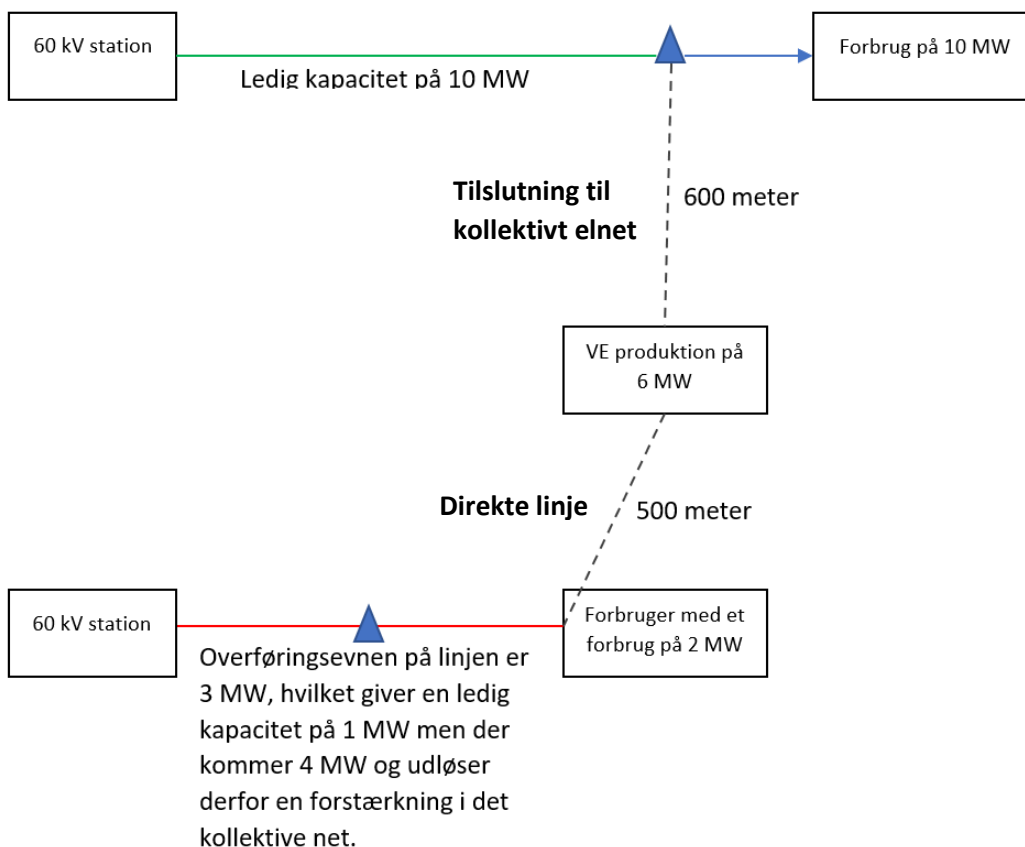 60 kV station
Ledig kapacitet på 10 MW
Forbrug på 10 MW
Tilslutning til
kollektivt elnet
600 meter
VE produktion på
6 MW
Direkte linje
500 meter
60 kV station
Forbruger med et
forbrug på 2 MW
Overføringsevnen på linjen er
3 MW, hvilket giver en ledig
kapacitet på 1 MW men der
kommer 4 MW og udløser
derfor en forstærkning i det
kollektive net.